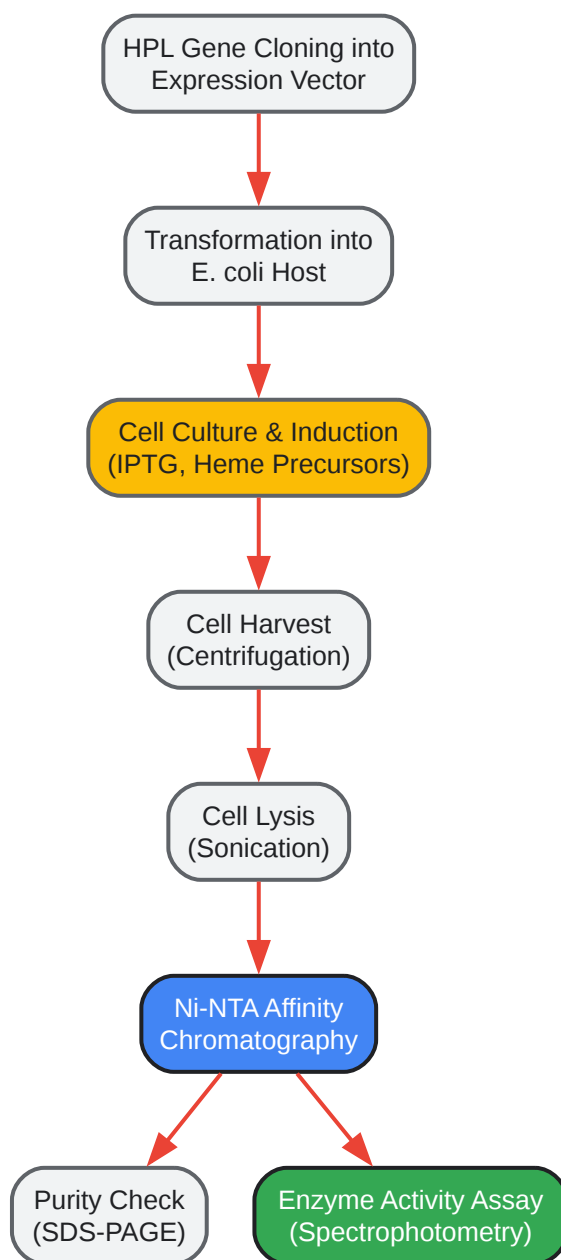 HPL Gene Cloning into
Expression Vector
Transformation into
E. coli Host
Cell Culture & Induction
(IPTG, Heme Precursors)
Cell Harvest
(Centrifugation)
Cell Lysis
(Sonication)
Ni-NTA Affinity
Chromatography
Purity Check
(SDS-PAGE)
Enzyme Activity Assay
(Spectrophotometry)